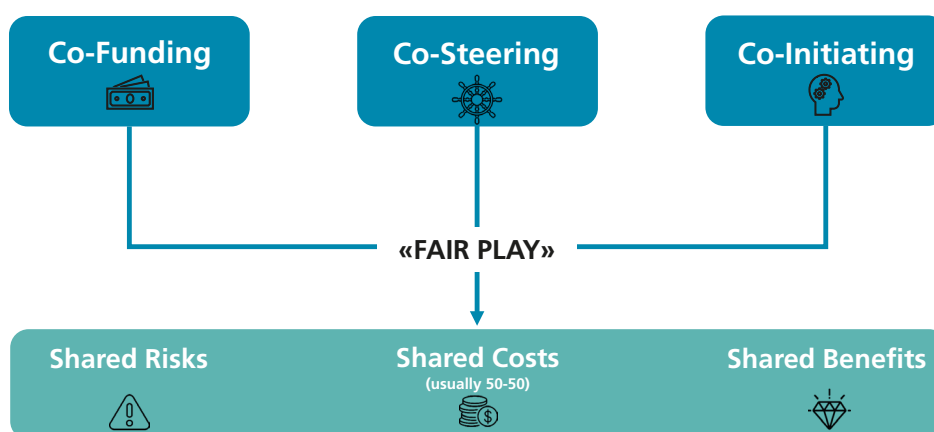 Co-Funding
Co-Steering
Co-Initiating
«FAIR PLAY»
Shared Risks
Shared Costs
(usually 50-50)
Shared Benefits